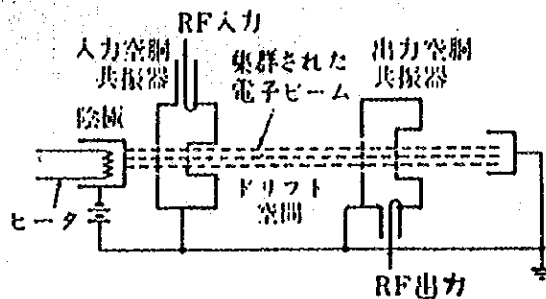 RF入力
入力空胴
共振器
集群された
電子ビーム
出力空胴
共振器
陰極
ヒータ
ドリフト
空間
RF出力